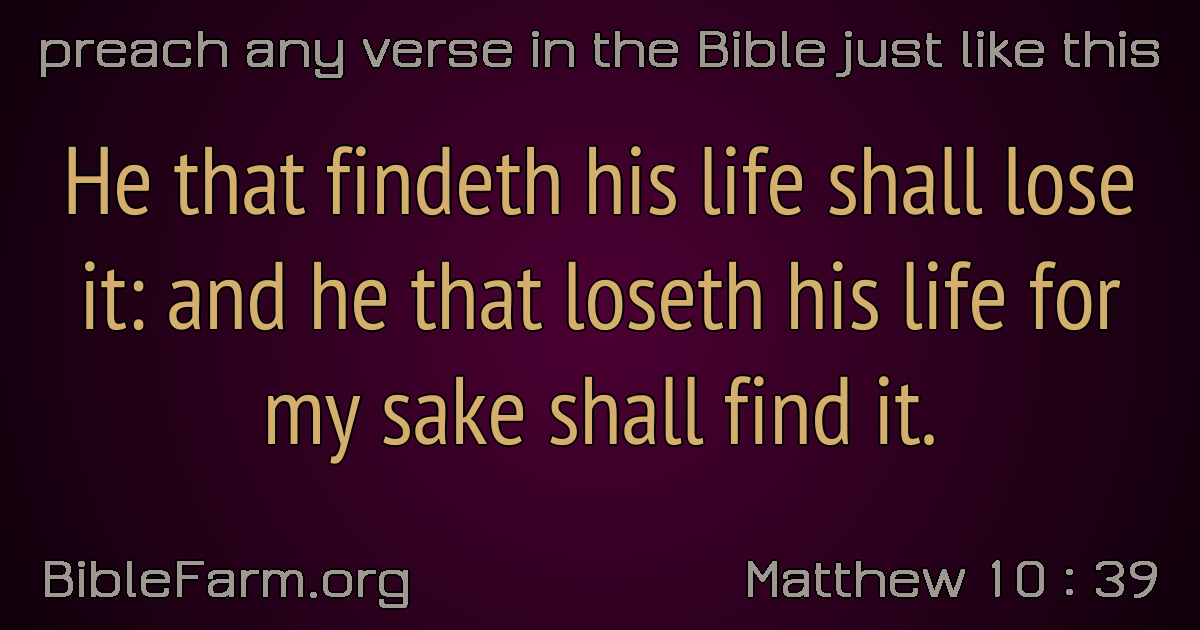 preach any verse in the Bible just like this
He that findeth his life shall lose
it: and he that loseth his life for
my sake shall find it.
BibleFarm.org
Matthew 10 : 39